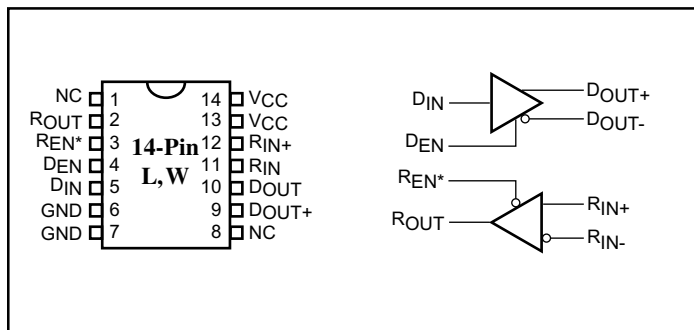 NC 1 14 VCC
ROUT 2 13 VCC
REN* 3 12 RIN+
DEN 4 11 RIN
DIN 5 10 DOUT
GND 6 9 DOUT+
GND 7 8 NC
14-Pin
L,W
DIN
DOUT+
DOUT-
DEN
REN*
ROUT
RIN+
RIN-